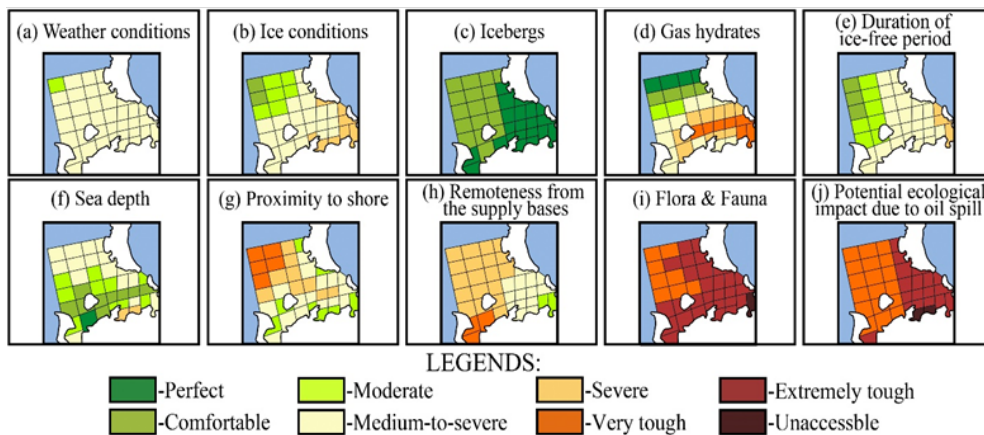 (a) Weather conditions
(b) Ice conditions
(c) Icebergs
(d) Gas hydrates
(e) Duration of
ice-free period
(f) Sea depth
(g) Proximity to shore
(h) Remoteness from
the supply bases
(i) Flora & Fauna
(j) Potential ecological
impact due to oil spill
LEGENDS:
-Perfect
-Moderate
-Severe
-Extremely tough
-Comfortable
-Medium-to-severe
-Very tough
-Unaccessble